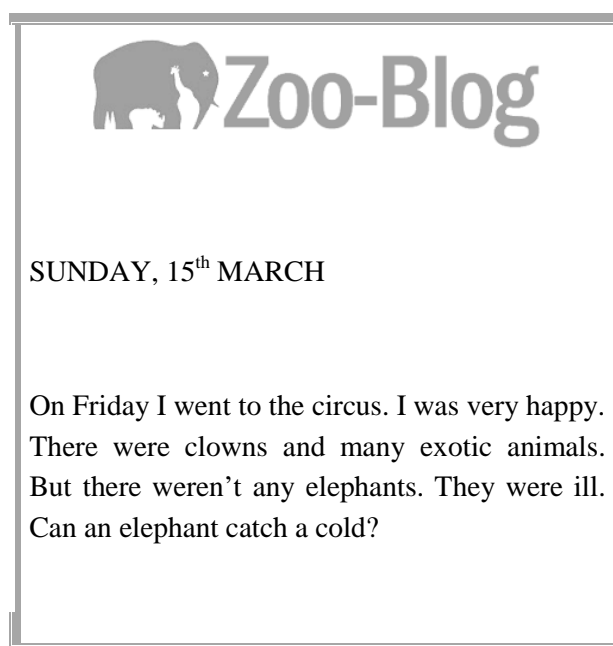 Zoo-Blog
SUNDAY, 15th MARCH
On Friday I went to the circus. I was very happy.
There were clowns and many exotic animals.
But there weren’t any elephants. They were ill.
Can an elephant catch a cold?